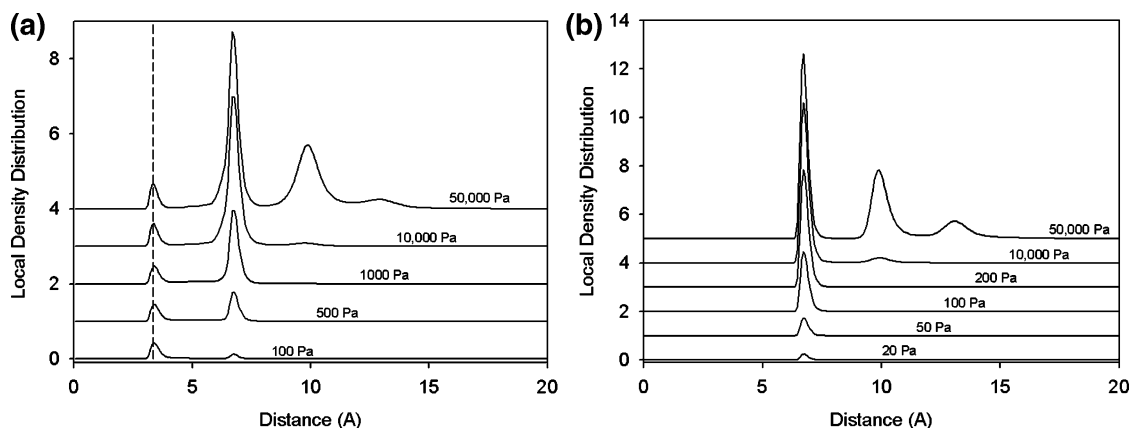 (a)
Local Density Distribution
8
6
4
2
0
50,000 Pa
10,000 Pa
1000 Pa
500 Pa
100 Pa
0 5 10 15 20
Distance (A)
(b)
Local Density Distribution
14
12
10
8
6
4
2
0
50,000 Pa
10,000 Pa
200 Pa
100 Pa
50 Pa
20 Pa
0 5 10 15 20
Distance (A)